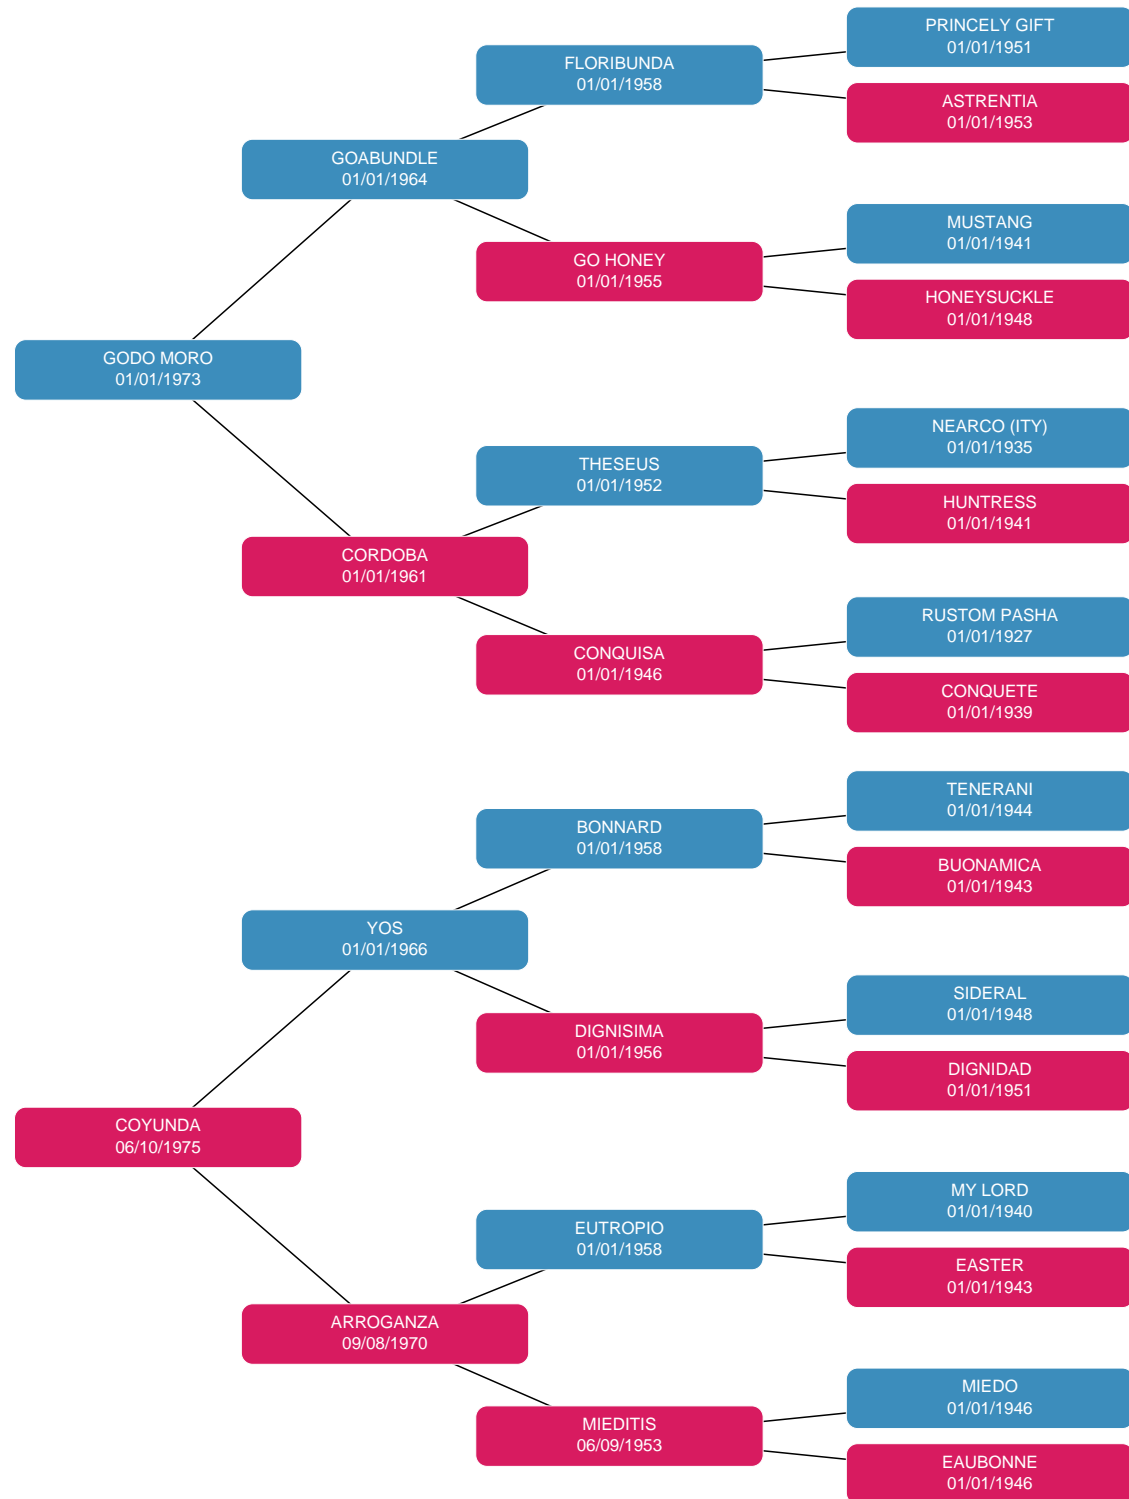 PRINCELY GIFT
01/01/1951
FLORIBUNDA
01/01/1958
ASTRENTIA
01/01/1953
GOABUNDLE
01/01/1964
MUSTANG
01/01/1941
GO HONEY
01/01/1955
HONEYSUCKLE
01/01/1948
GODO MORO
01/01/1973
NEARCO (ITY)
01/01/1935
THESEUS
01/01/1952
HUNTRESS
01/01/1941
CORDOBA
01/01/1961
RUSTOM PASHA
01/01/1927
CONQUISA
01/01/1946
CONQUETE
01/01/1939
TENERANI
01/01/1944
BONNARD
01/01/1958
BUONAMICA
01/01/1943
YOS
01/01/1966
SIDERAL
01/01/1948
DIGNISIMA
01/01/1956
DIGNIDAD
01/01/1951
COYUNDA
06/10/1975
MY LORD
01/01/1940
EUTROPIO
01/01/1958
EASTER
01/01/1943
ARROGANZA
09/08/1970
MIEDO
01/01/1946
MIEDITIS
06/09/1953
EAUBONNE
01/01/1946